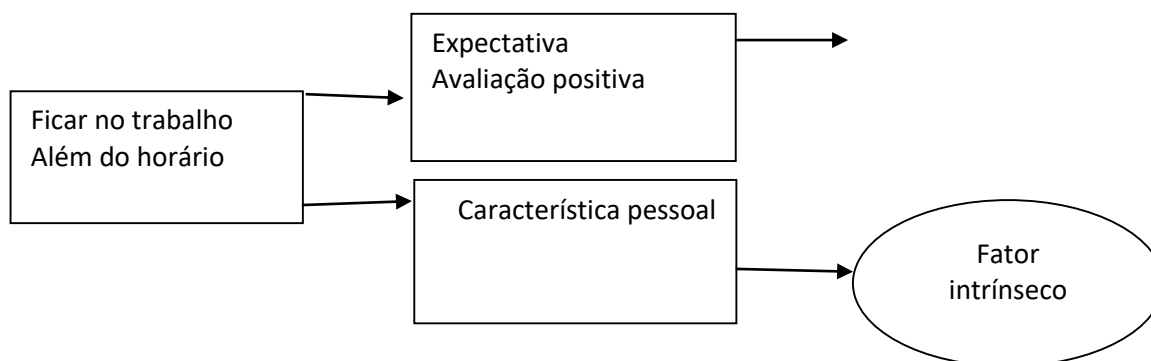 Expectativa
Avaliação positiva
Ficar no trabalho
Além do horário
Característica pessoal
Fator
intrínseco